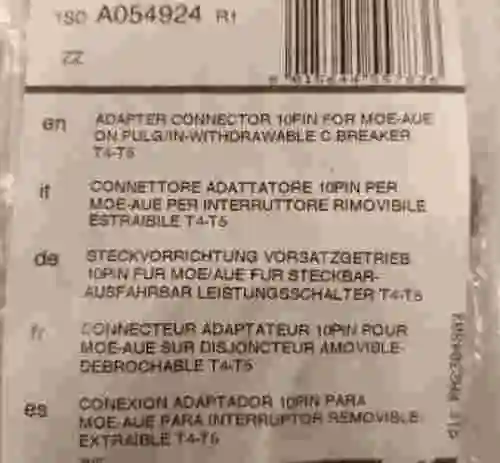 1SO A054924 R1
ZZ
en ADAPTER CONNECTOR 10PIN FOR MOE-AUE
ON PULG/IN-WITHDRAWABLE C BREAKER
T4-T5
it CONNETTORE ADATTATORE 10PIN PER
MOE-AUE PER INTERRUTTORE RIMOVIBILE
ESTRAIBILE T4-T5
de STECKVORRICHTUNG VORSATZGETRIEB
10PIN FUR MOE/AUE FUR STECKBAR-
AUSFAHRBAR LEISTUNGSSCHALTER T4-T5
fr CONNECTEUR ADAPTATEUR 10PIN POUR
MOE-AUE SUR DISJONCTEUR AMOVIBLE-
DEBROCHABLE T4-T5
es CONEXION ADAPTADOR 10PIN PARA
MOE-AUE PARA INTERRUPTOR REMOVIBLE-
EXTRAIBLE T4-T5